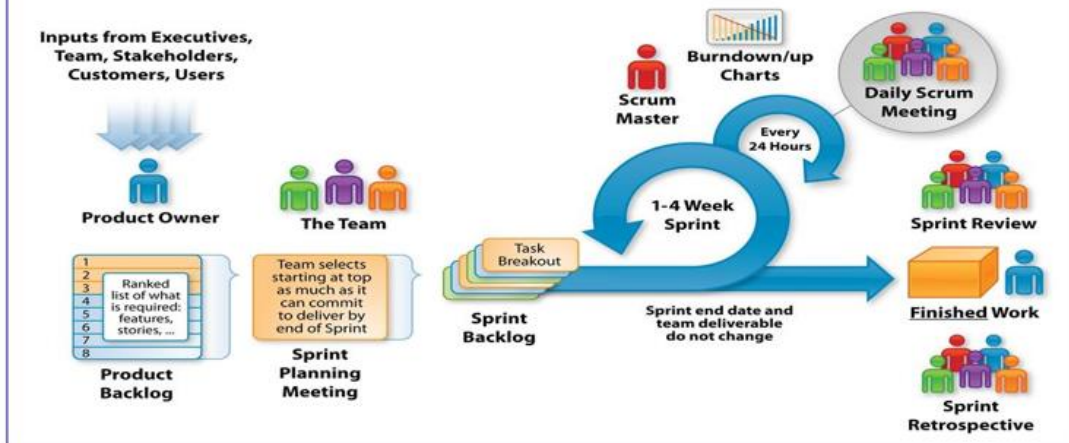 Inputs from Executives,
Team, Stakeholders,
Customers, Users
Product Owner
The Team
1
2
3
4
5
6
7
8
Ranked
list of what
is required:
features,
stories, ...
Product
Backlog
Team selects
starting at top
as much as it
can commit
to deliver by
end of Sprint
Sprint
Planning
Meeting
Task
Breakout
Sprint
Backlog
Scrum
Master
Burndown/up
Charts
Every
24 Hours
Daily Scrum
Meeting
1-4 Week
Sprint
Sprint end date and
team deliverable
do not change
Sprint Review
Finished Work
Sprint
Retrospective